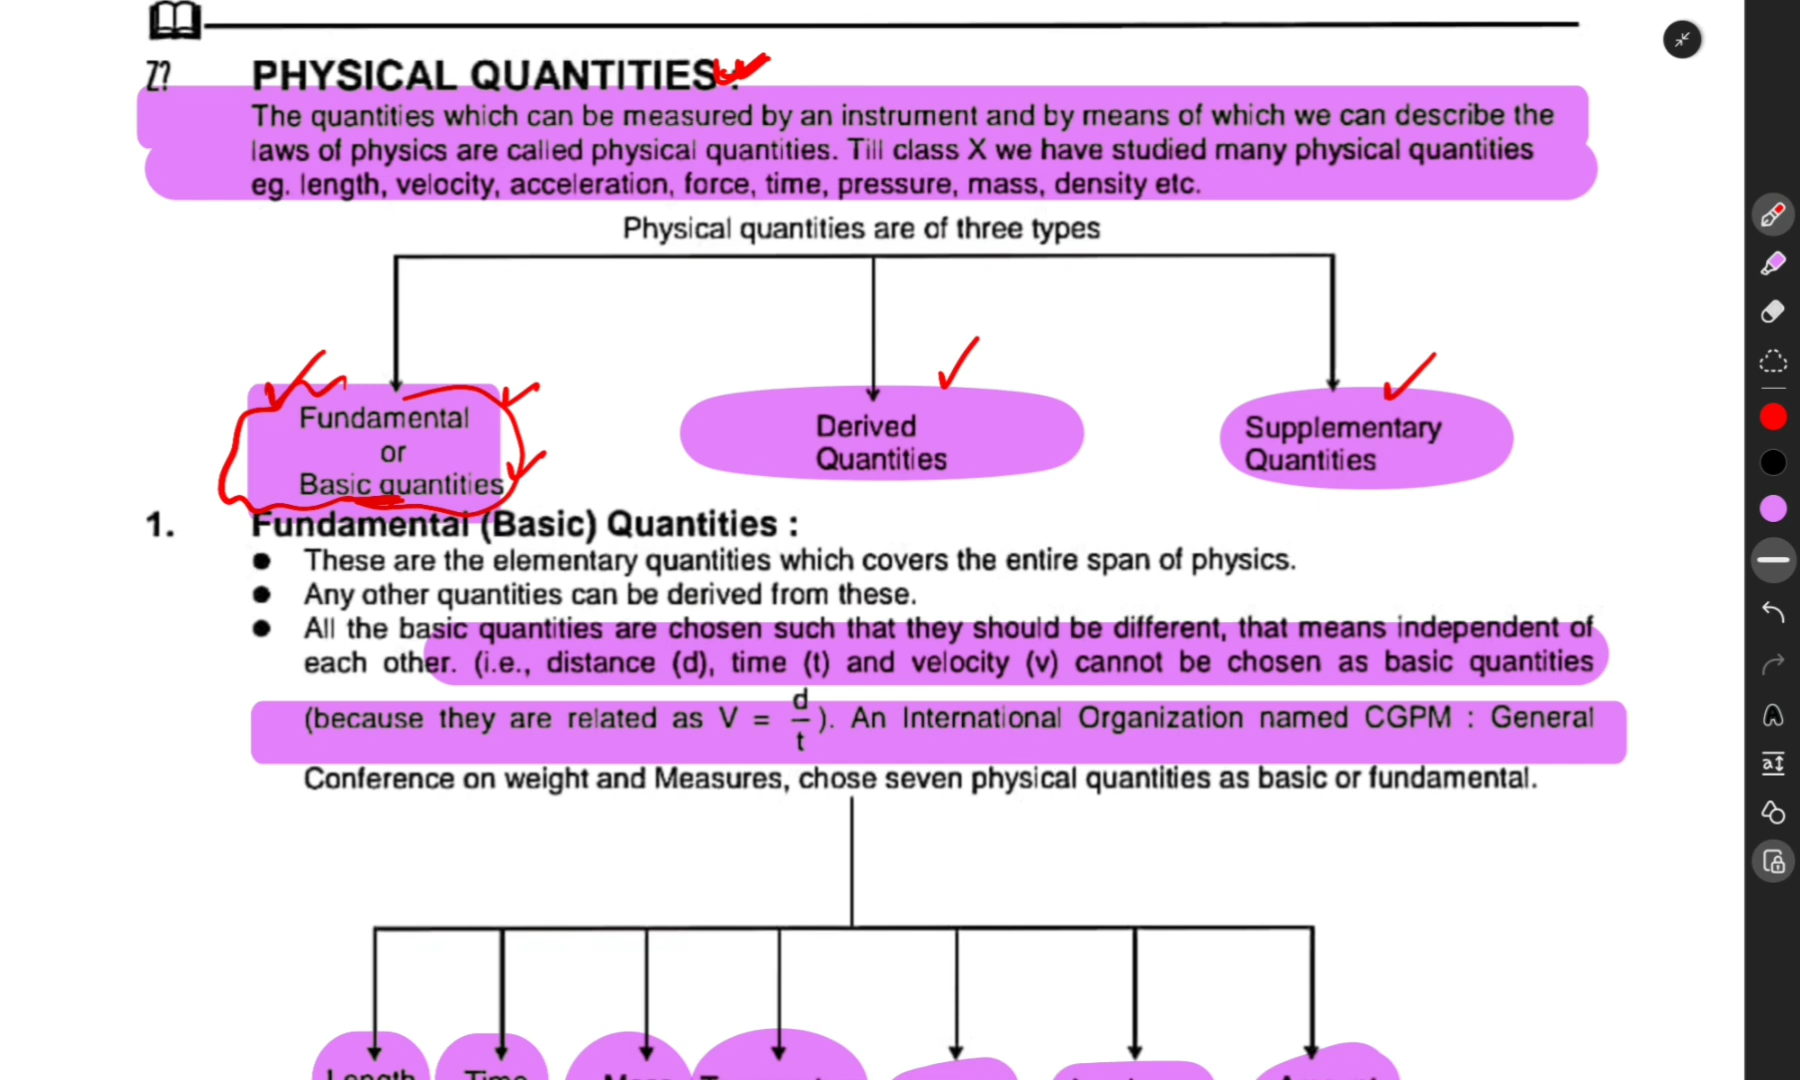 PHYSICAL QUANTITIES :
The quantities which can be measured by an instrument and by means of which we can describe the
laws of physics are called physical quantities. Till class X we have studied many physical quantities
eg. length, velocity, acceleration, force, time, pressure, mass, density etc.
Physical quantities are of three types
Fundamental
or
Basic quantities
Derived
Quantities
Supplementary
Quantities
1. Fundamental (Basic) Quantities :
● These are the elementary quantities which covers the entire span of physics.
● Any other quantities can be derived from these.
● All the basic quantities are chosen such that they should be different, that means independent of
each other. (i.e., distance (d), time (t) and velocity (v) cannot be chosen as basic quantities
(because they are related as V = d/t). An International Organization named CGPM : General
Conference on weight and Measures, chose seven physical quantities as basic or fundamental.
Length Time Mass